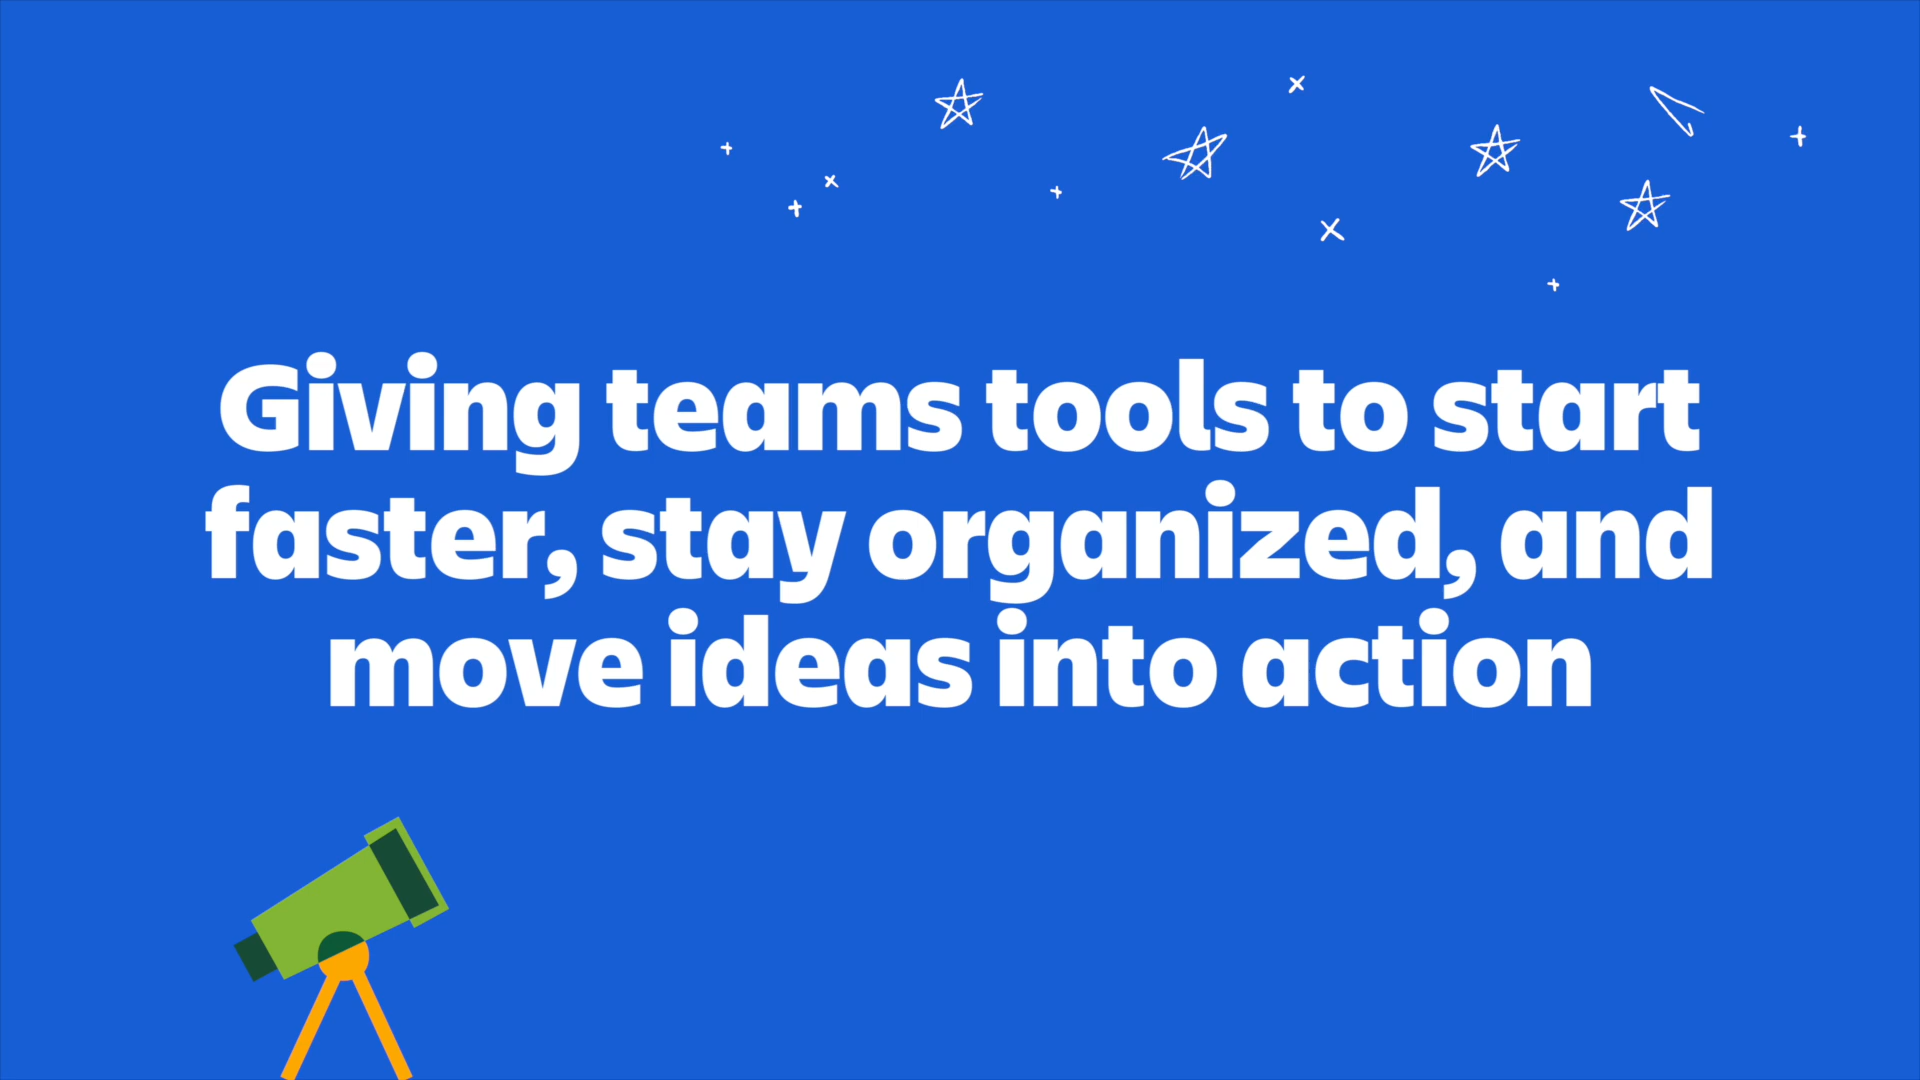 Giving teams tools to start
faster, stay organized, and
move ideas into action